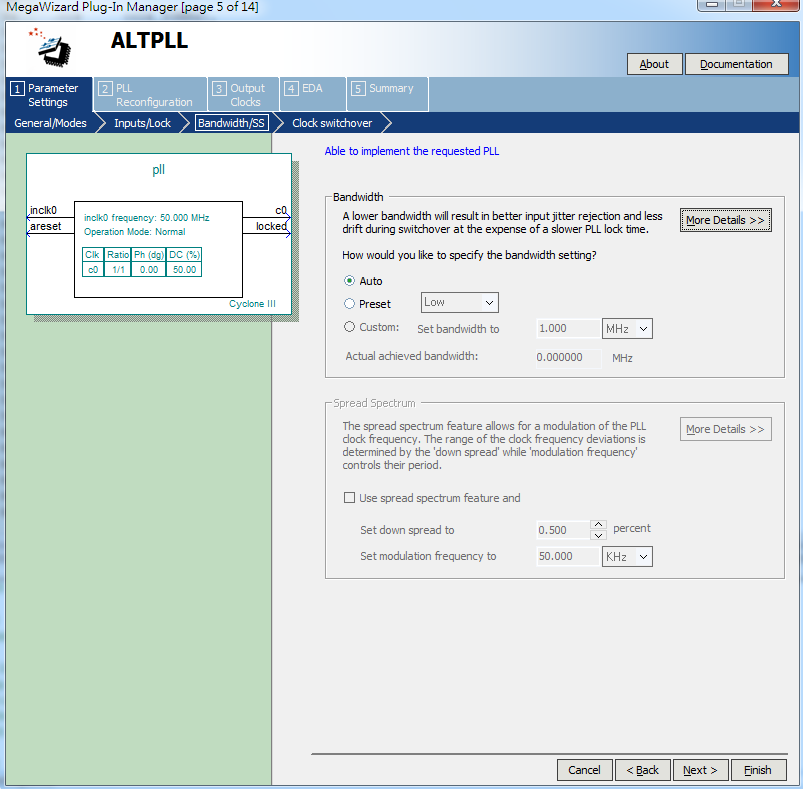 MegaWizard Plug-In Manager [page 5 of 14]
ALTPLL
About
Documentation
1 Parameter Settings
2 PLL Reconfiguration
3 Output Clocks
4 EDA
5 Summary
General/Modes
Inputs/Lock
Bandwidth/SS
Clock switchover
pll
inclk0
areset
c0
locked
inclk0 frequency: 50.000 MHz
Operation Mode: Normal
Clk Ratio Ph (dg) DC (%)
c0 1/1 0.00 50.00
Cyclone III
Able to implement the requested PLL
Bandwidth
A lower bandwidth will result in better input jitter rejection and less
drift during switchover at the expense of a slower PLL lock time.
More Details >>
How would you like to specify the bandwidth setting?
Auto
Preset Low
Custom: Set bandwidth to 1.000 MHz
Actual achieved bandwidth: 0.000000 MHz
Spread Spectrum
The spread spectrum feature allows for a modulation of the PLL
clock frequency. The range of the clock frequency deviations is
determined by the 'down spread' while 'modulation frequency'
controls their period.
More Details >>
Use spread spectrum feature and
Set down spread to 0.500 percent
Set modulation frequency to 50.000 KHz
Cancel
< Back
Next >
Finish